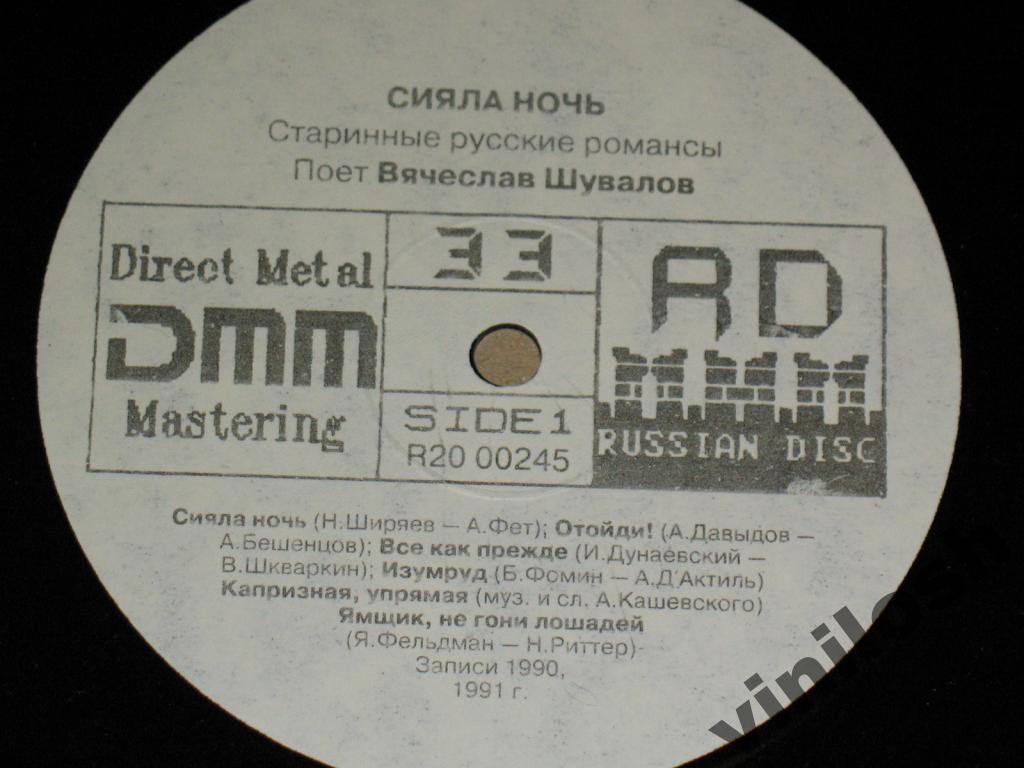 СИЯЛА НОЧЬ
Старинные русские романсы
Поет Вячеслав Шувалов
Direct Metal
DMM
Mastering
33
SIDE 1
R20 00245
RD
RUSSIAN DISC
Сияла ночь (Н.Ширяев – А.Фет); Отойди! (А.Давыдов –
А.Бешенцов); Все как прежде (И.Дунаевский –
В.Шкваркин); Изумруд (Б.Фомин – А.Д'Актиль)
Капризная, упрямая (муз. и сл. А.Кашевского)
Ямщик, не гони лошадей
(Я.Фельдман – Н.Риттер)
Записи 1990,
1991 г.